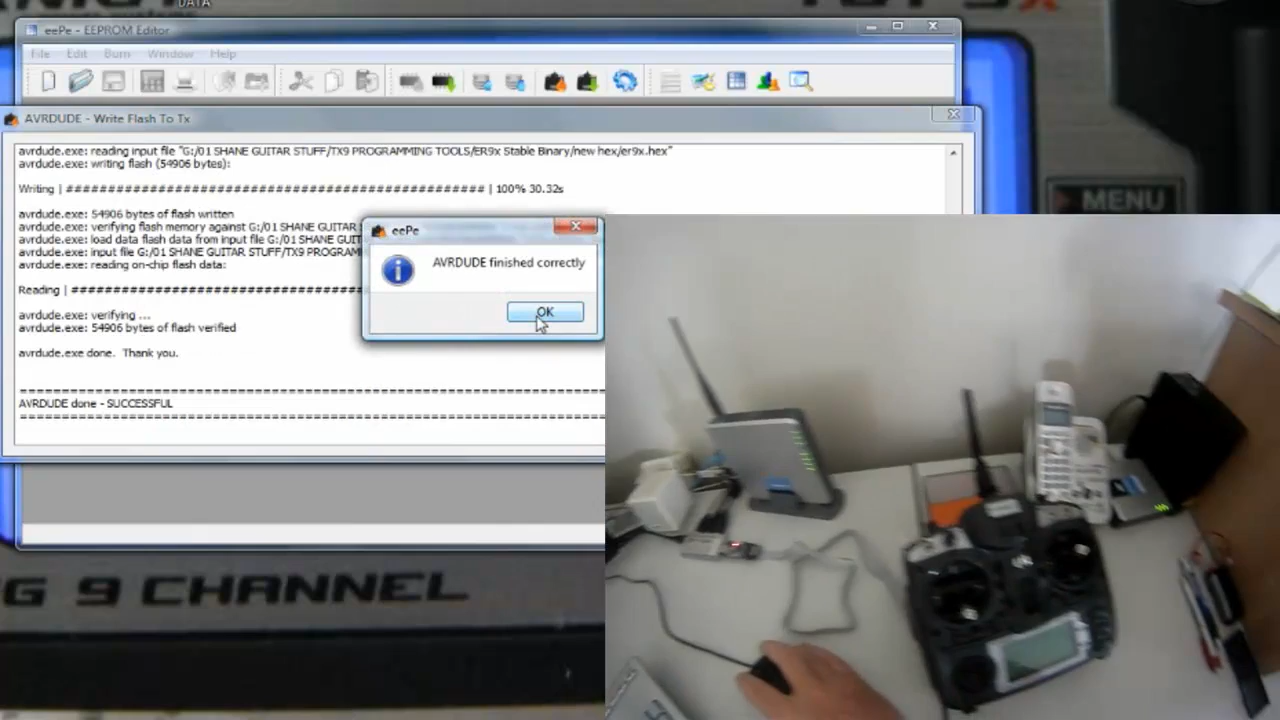 DATA
eePe - EEPROM Editor
File Edit Burn Window Help
AVRDUDE - Write Flash To Tx
avrdude.exe: reading input file "G:/01 SHANE GUITAR STUFF/TX9 PROGRAMMING TOOLS/ER9x Stable Binary/new hex/er9x.hex"
avrdude.exe: writing flash (54906 bytes):
Writing | ################################################## | 100% 30.32s
avrdude.exe: 54906 bytes of flash written
avrdude.exe: verifying flash memory against G:/01 SHANE GUITAR
avrdude.exe: load data flash data from input file G:/01 SHANE GUIT
avrdude.exe: input file G:/01 SHANE GUITAR STUFF/TX9 PROGRAM
avrdude.exe: reading on-chip flash data:
Reading | ###################################
avrdude.exe: verifying ...
avrdude.exe: 54906 bytes of flash verified
avrdude.exe done. Thank you.
AVRDUDE done - SUCCESSFUL
eePe
AVRDUDE finished correctly
OK
MENU
G 9 CHANNEL